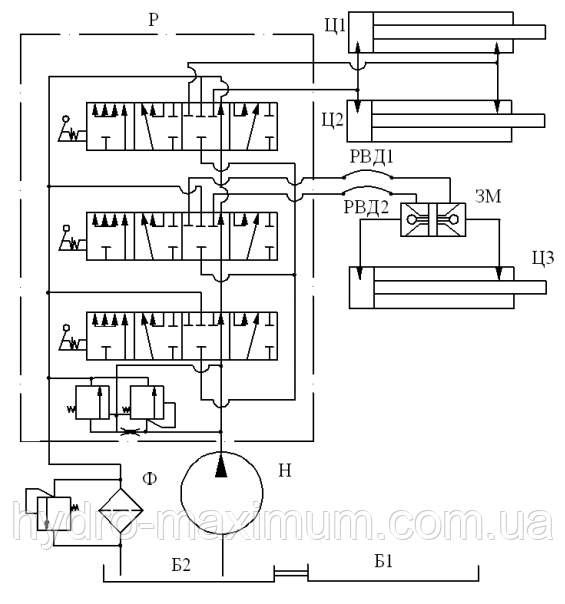 Р
Ц1
Ц2
РВД1
РВД2
ЗМ
Ц3
Ф
Н
Б2
Б1
hydro-maximum.com.ua